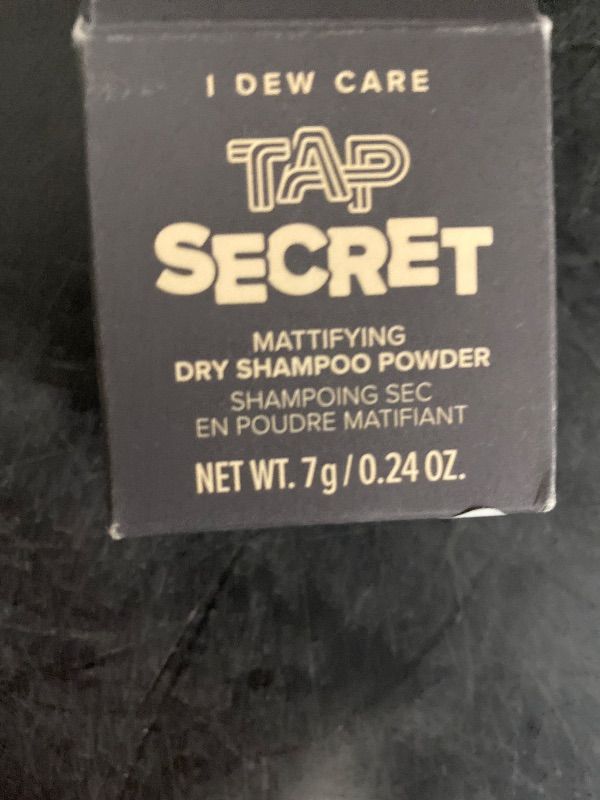 I DEW CARE
TAP
SECRET
MATTIFYING
DRY SHAMPOO POWDER
SHAMPOING SEC
EN POUDRE MATIFIANT
NET WT. 7g/0.24 OZ.